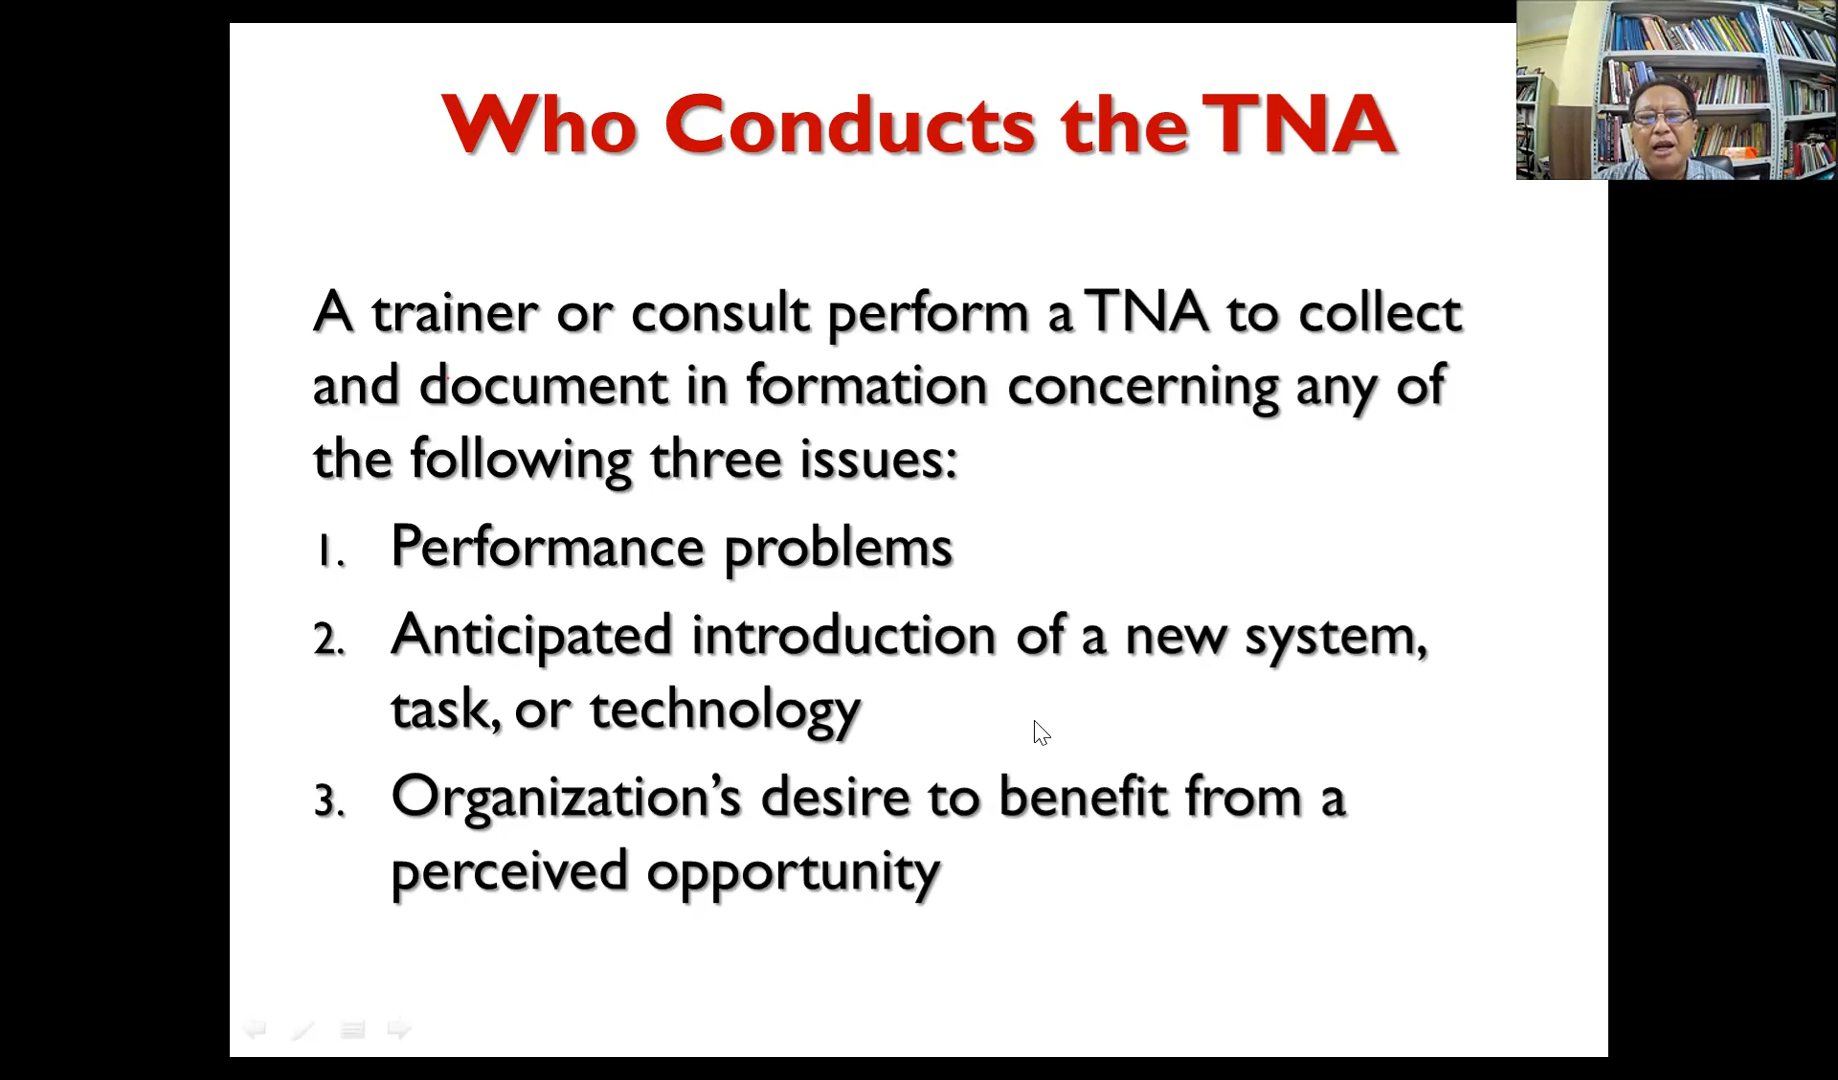 Who Conducts the TNA
A trainer or consult perform a TNA to collect
and document in formation concerning any of
the following three issues:
1. Performance problems
2. Anticipated introduction of a new system,
task, or technology
3. Organization’s desire to benefit from a
perceived opportunity